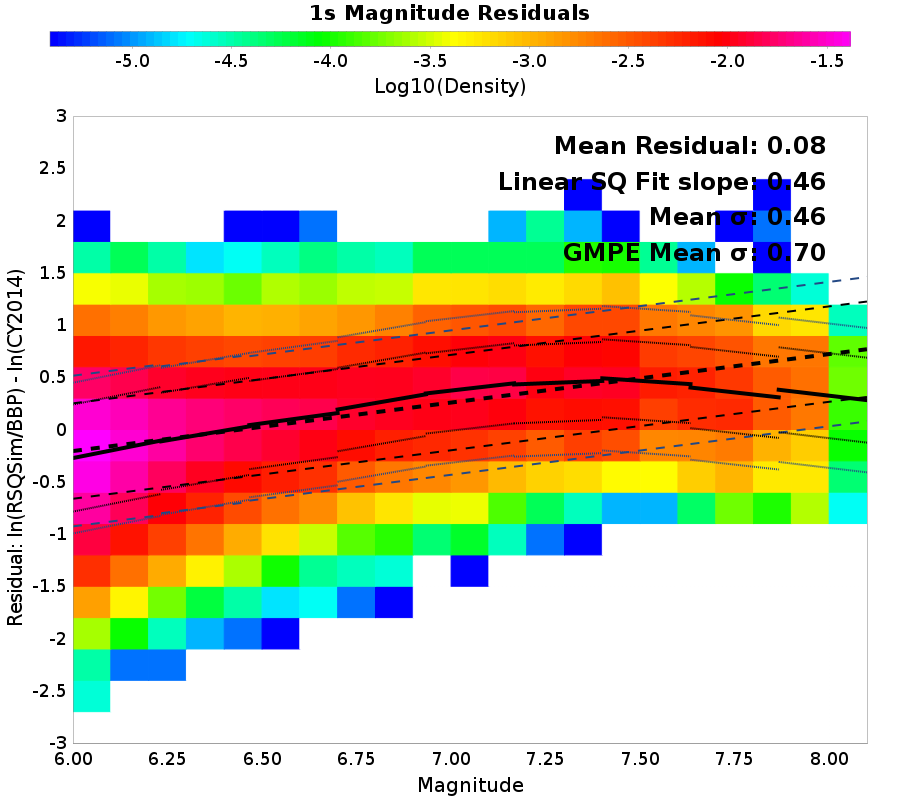 1s Magnitude Residuals
-5.0 -4.5 -4.0 -3.5 -3.0 -2.5 -2.0 -1.5
Log10(Density)
Mean Residual: 0.08
Linear SQ Fit slope: 0.46
Mean σ: 0.46
GMPE Mean σ: 0.70
Residual: ln(RSQSim/BBP) - ln(CY2014)
3
2.5
2
1.5
1
0.5
0
-0.5
-1
-1.5
-2
-2.5
-3
6.00 6.25 6.50 6.75 7.00 7.25 7.50 7.75 8.00
Magnitude